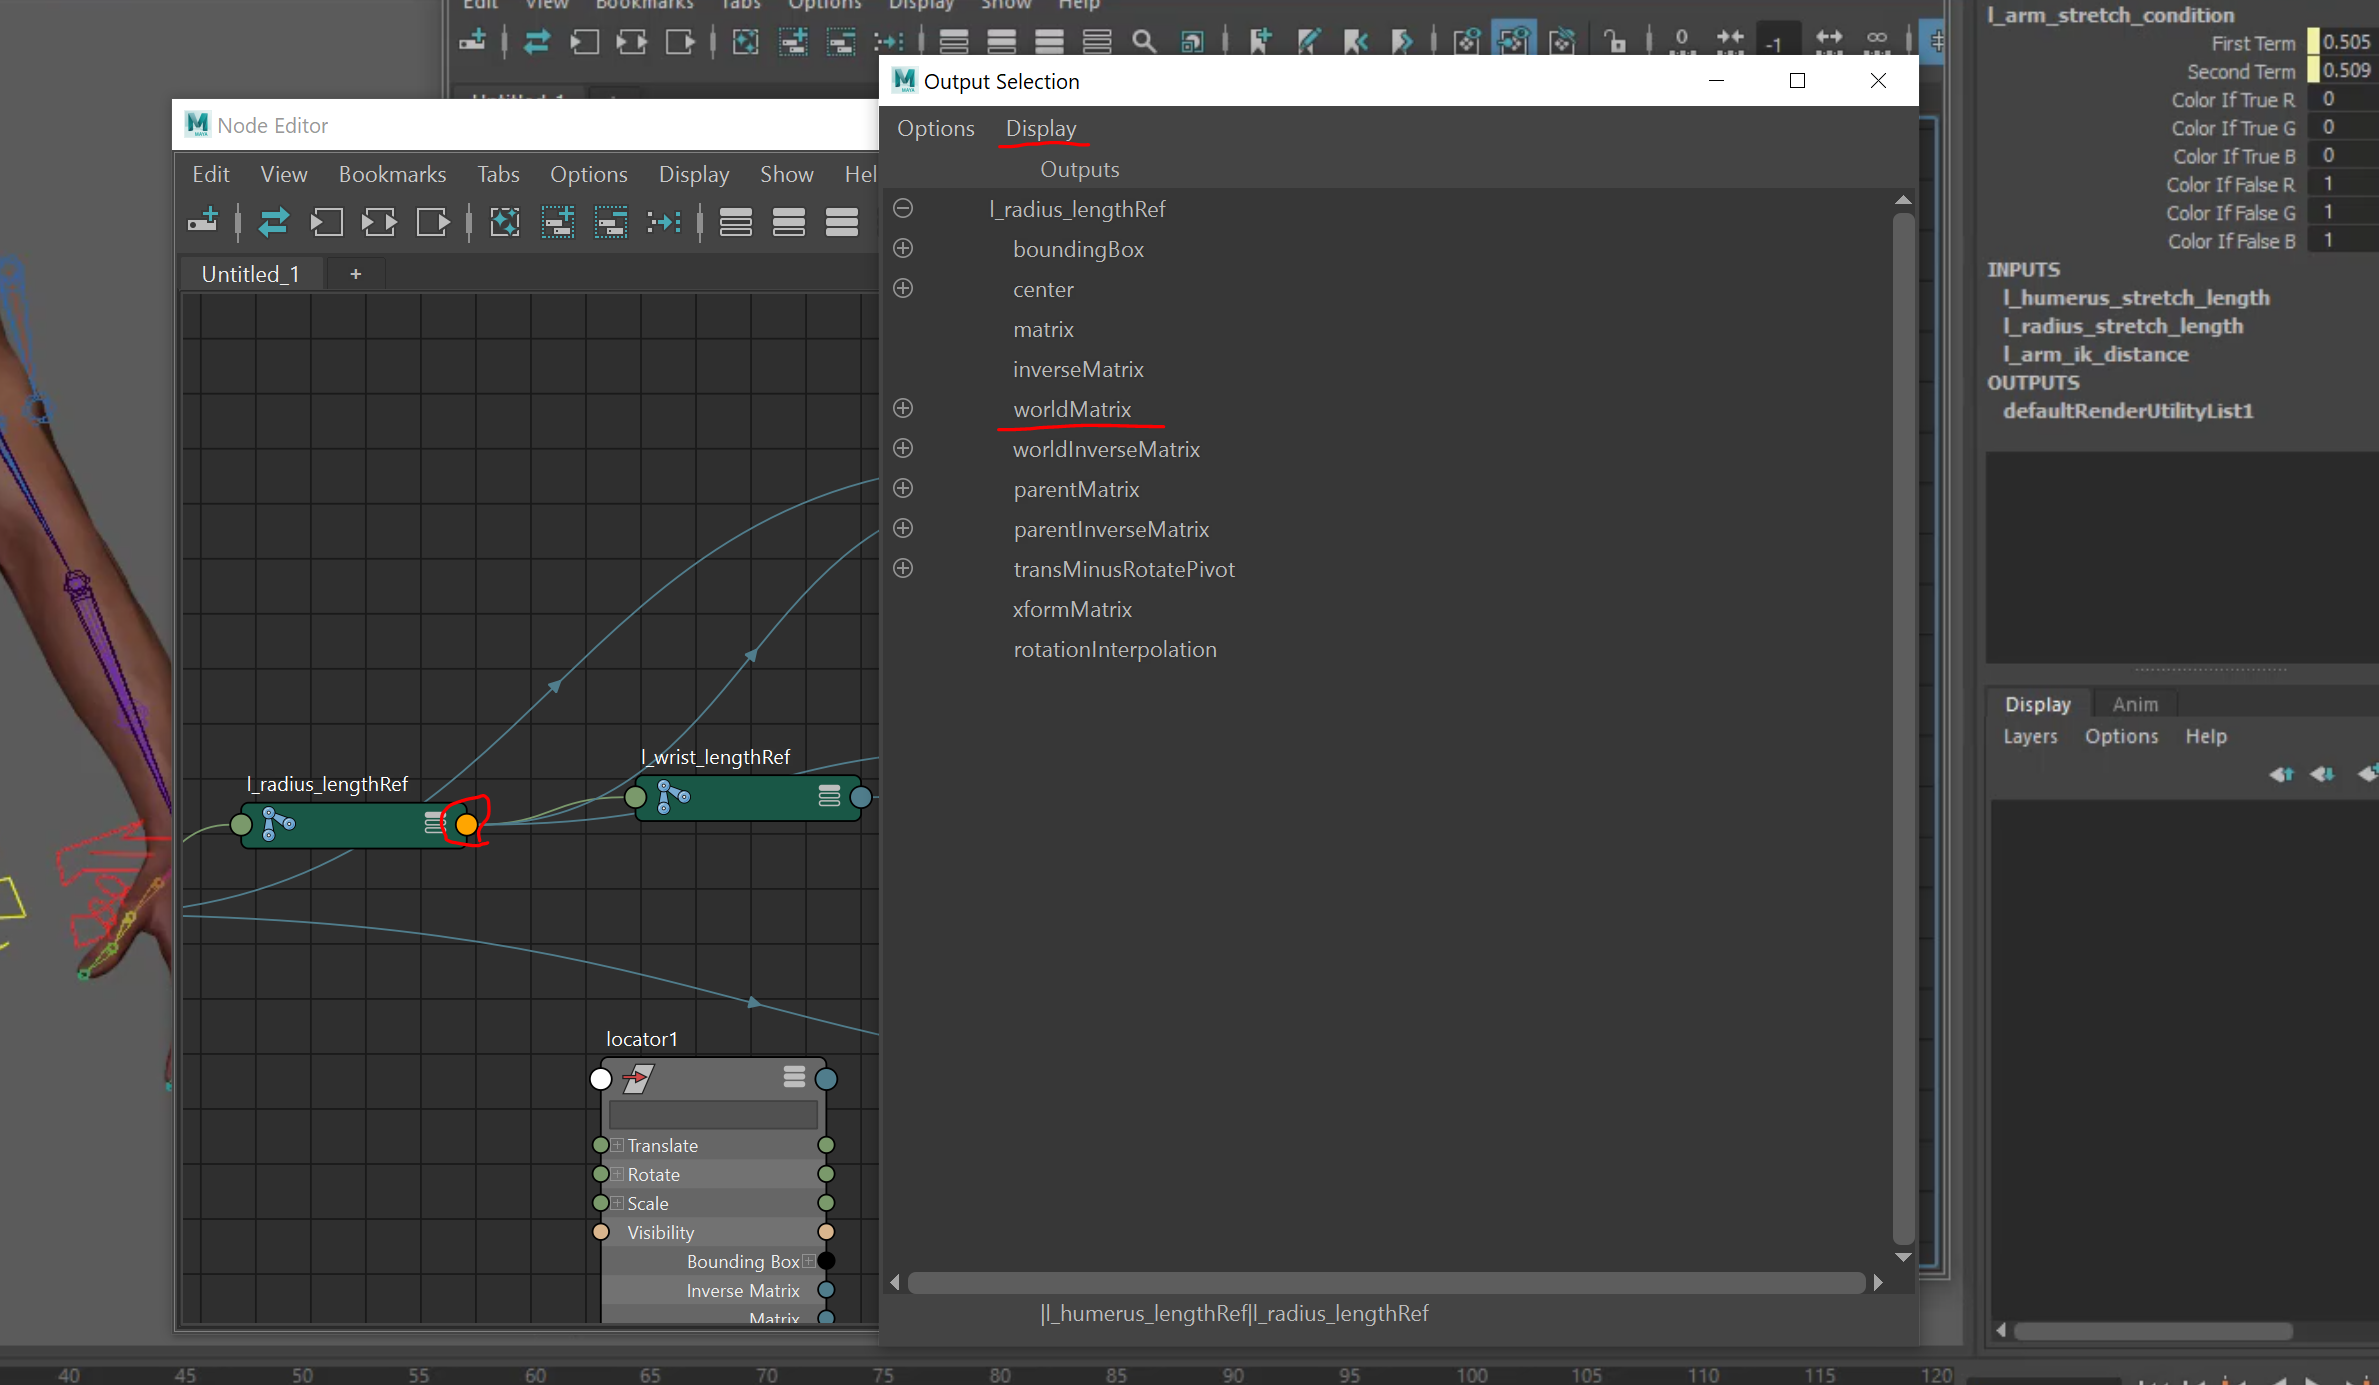 Edit View Bookmarks Tabs Options Display Show Help
0 -1 ∞
Untitled_1 +
MAYA Output Selection
Options Display
Outputs
l_radius_lengthRef
boundingBox
center
matrix
inverseMatrix
worldMatrix
worldInverseMatrix
parentMatrix
parentInverseMatrix
transMinusRotatePivot
xformMatrix
rotationInterpolation
|l_humerus_lengthRef|l_radius_lengthRef
MAYA Node Editor
Edit View Bookmarks Tabs Options Display Show Hel
Untitled_1 +
l_radius_lengthRef
l_wrist_lengthRef
locator1
Translate
Rotate
Scale
Visibility
Bounding Box
Inverse Matrix
Matrix
l_arm_stretch_condition
First Term 0.505
Second Term 0.509
Color If True R 0
Color If True G 0
Color If True B 0
Color If False R 1
Color If False G 1
Color If False B 1
INPUTS
l_humerus_stretch_length
l_radius_stretch_length
l_arm_ik_distance
OUTPUTS
defaultRenderUtilityList1
Display Anim
Layers Options Help
40 45 50 55 60 65 70 75 80 85 90 95 100 105 110 115 120